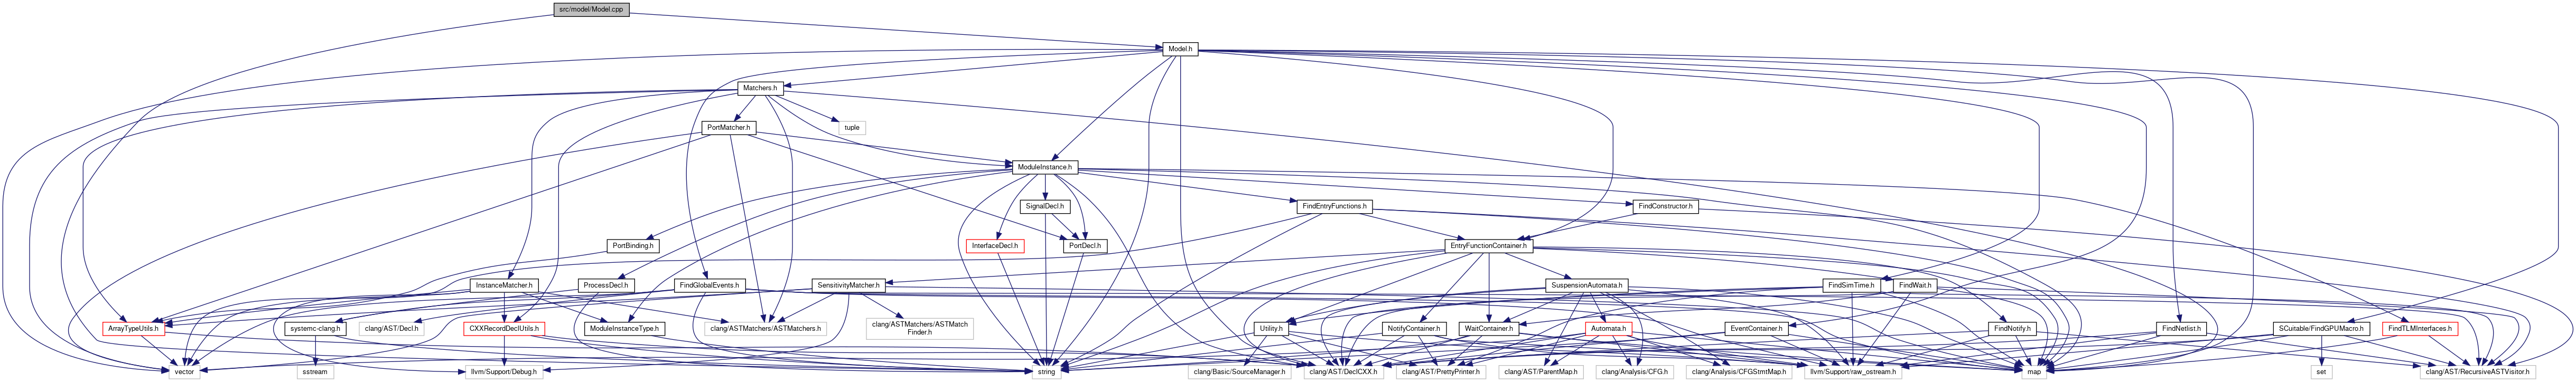 src/model/Model.cpp
Model.h
Matchers.h
PortMatcher.h
tuple
ModuleInstance.h
SignalDecl.h
FindEntryFunctions.h
FindConstructor.h
PortBinding.h
InterfaceDecl.h
PortDecl.h
EntryFunctionContainer.h
InstanceMatcher.h
ProcessDecl.h
FindGlobalEvents.h
SensitivityMatcher.h
SuspensionAutomata.h
FindSimTime.h
FindWait.h
ArrayTypeUtils.h
systemc-clang.h
clang/AST/Decl.h
CXXRecordDeclUtils.h
ModuleInstanceType.h
clang/ASTMatchers/ASTMatchers.h
clang/ASTMatchers/ASTMatch
Finder.h
Utility.h
NotifyContainer.h
WaitContainer.h
Automata.h
EventContainer.h
FindNotify.h
FindNetlist.h
SCuitable/FindGPUMacro.h
FindTLMInterfaces.h
vector
sstream
llvm/Support/Debug.h
string
clang/Basic/SourceManager.h
clang/AST/DeclCXX.h
clang/AST/PrettyPrinter.h
clang/AST/ParentMap.h
clang/Analysis/CFG.h
clang/Analysis/CFGStmtMap.h
llvm/Support/raw_ostream.h
map
set
clang/AST/RecursiveASTVisitor.h